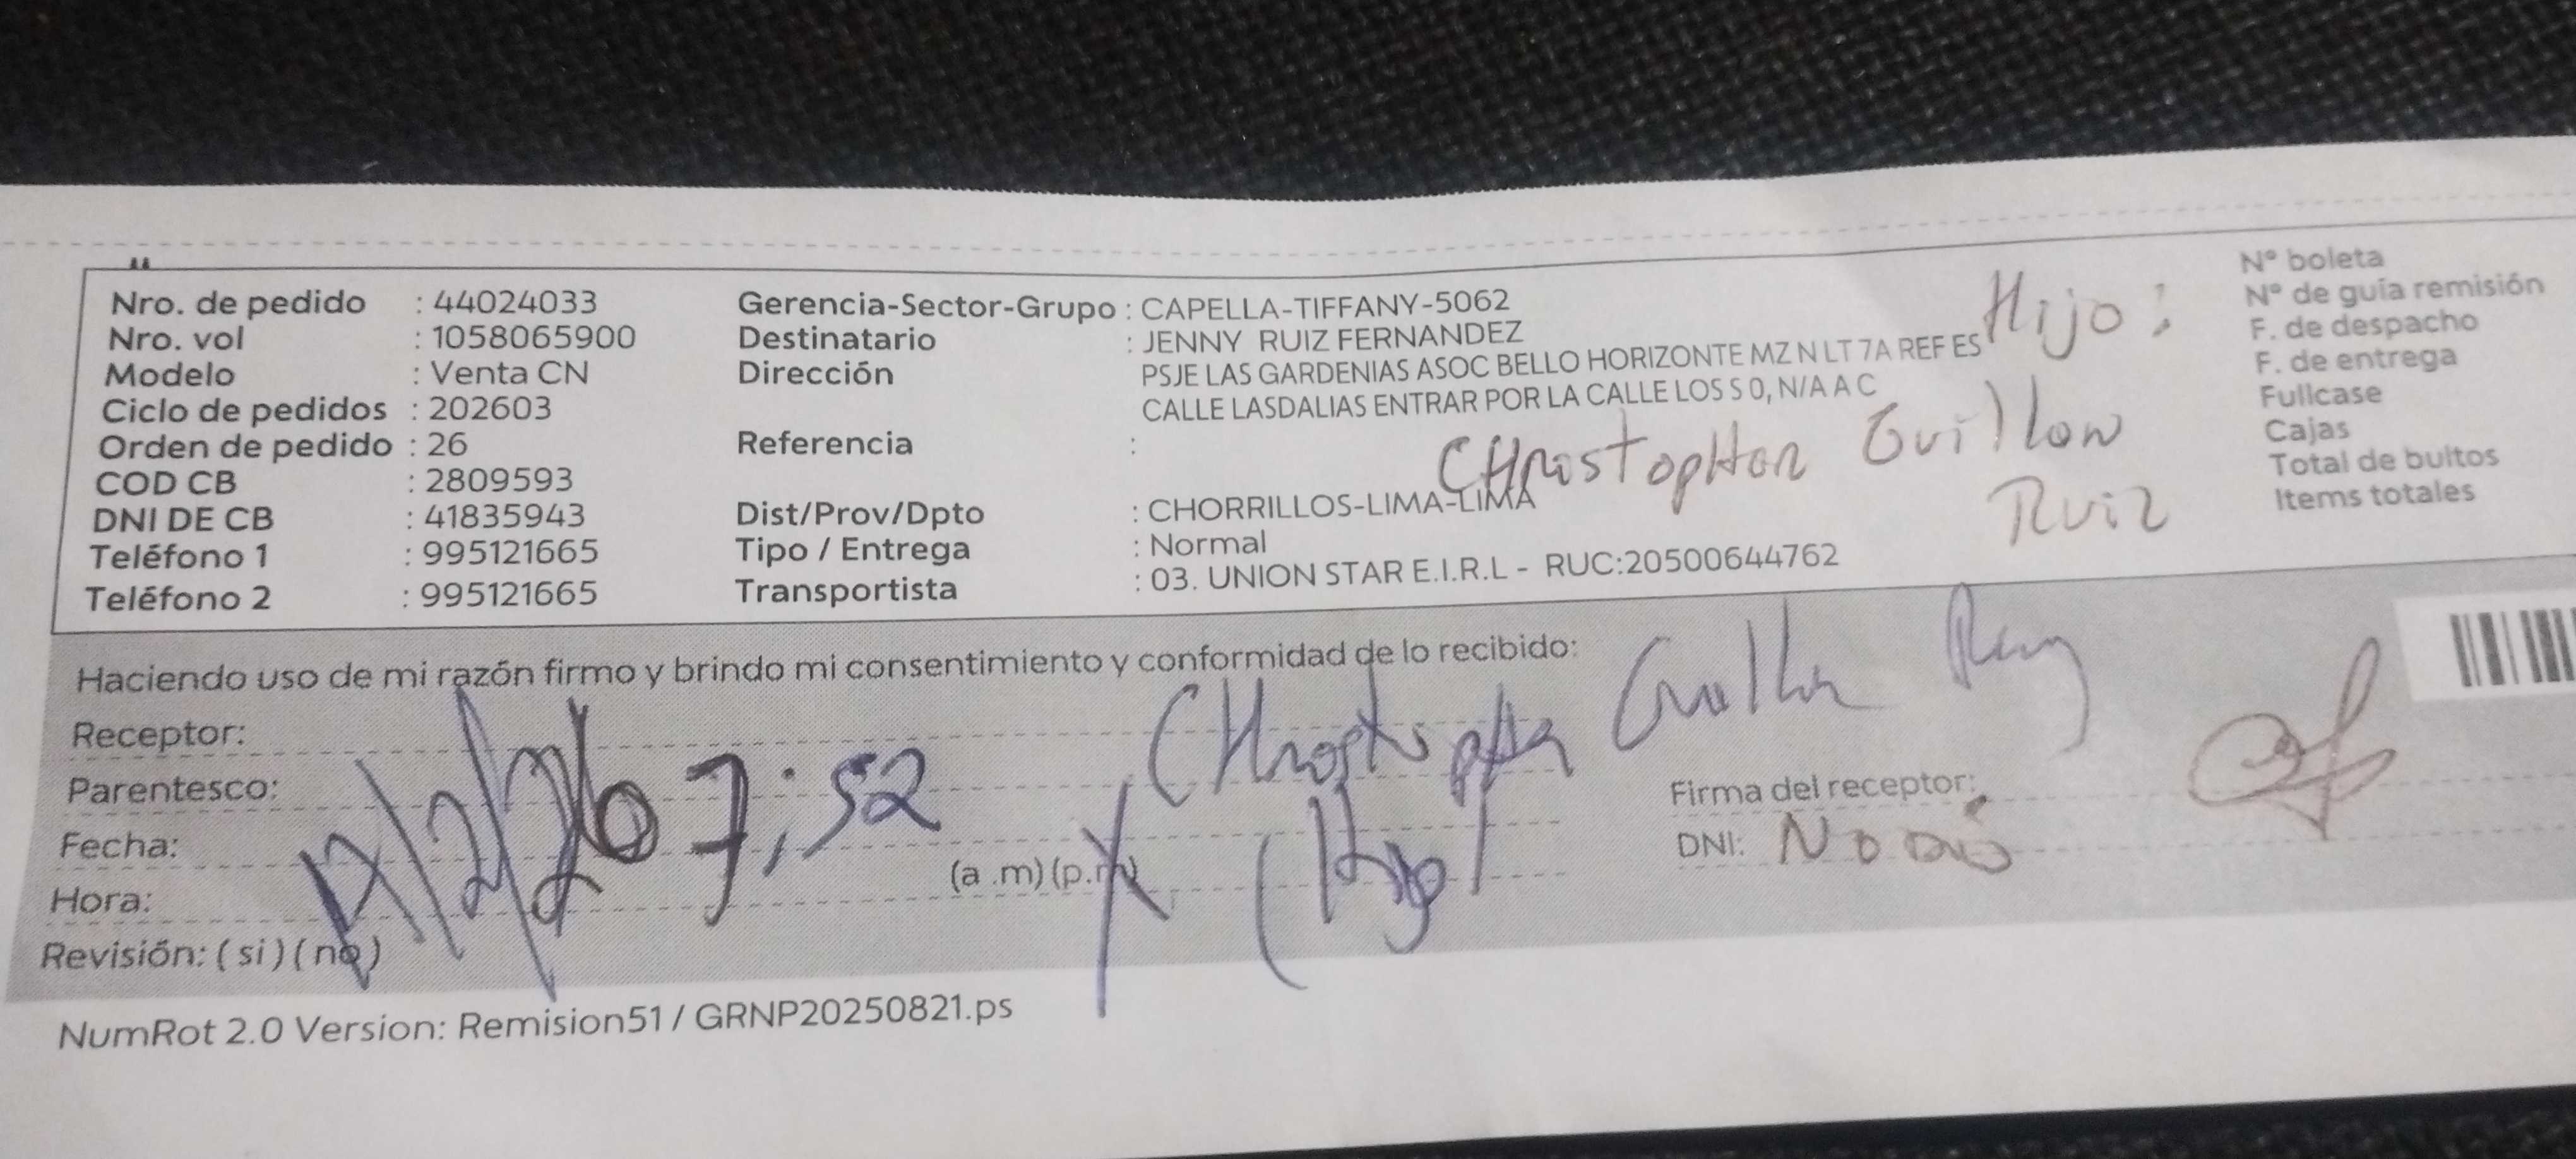 Nro. de pedido : 44024033
Nro. vol : 1058065900
Modelo : Venta CN
Ciclo de pedidos : 202603
Orden de pedido : 26
COD CB : 2809593
DNI DE CB : 41835943
Teléfono 1 : 995121665
Teléfono 2 : 995121665
Gerencia-Sector-Grupo : CAPELLA-TIFFANY-5062
Destinatario : JENNY RUIZ FERNANDEZ
Dirección PSJE LAS GARDENIAS ASOC BELLO HORIZONTE MZ N LT 7A REF ES
CALLE LASDALIAS ENTRAR POR LA CALLE LOS S 0, N/A A C
Referencia :
Dist/Prov/Dpto : CHORRILLOS-LIMA-LIMA
Tipo / Entrega : Normal
Transportista : 03. UNION STAR E.I.R.L - RUC:20500644762
Hijo:
Guillon
Ruiz
N° boleta
N° de guía remisión
F. de despacho
F. de entrega
Fullcase
Cajas
Total de bultos
Items totales
Haciendo uso de mi razón firmo y brindo mi consentimiento y conformidad de lo recibido:
Receptor:
Parentesco:
Fecha:
Hora: 7:52 (a .m) (p.m)
Revisión: ( si ) ( no )
Firma del receptor:
DNI: No
NumRot 2.0 Version: Remision51 / GRNP20250821.ps